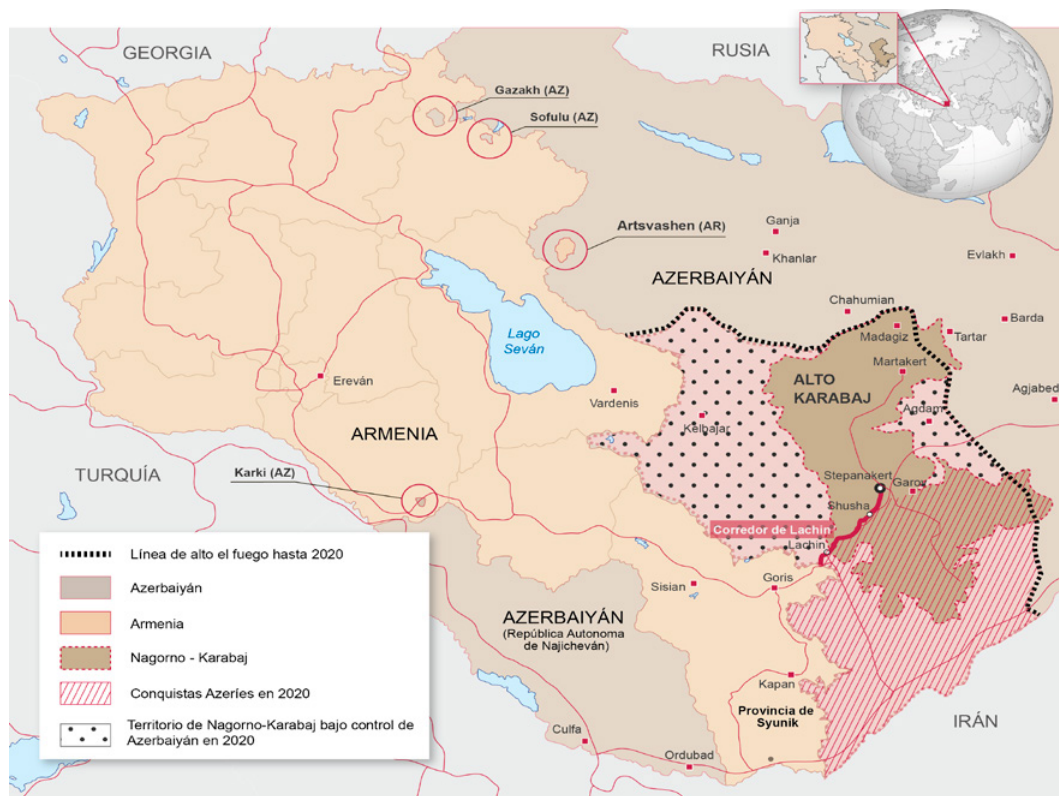 GEORGIA
RUSIA
Gazakh (AZ)
Sofulu (AZ)
Artsvashen (AR)
Ganja
Khanlar
Evlakh
AZERBAIYÁN
Chahumian
Barda
Madagiz
Tartar
Lago
Seván
Martakert
Ereván
ALTO
KARABAJ
Agjabed
Vardenis
Kelbajar
Agdam
ARMENIA
TURQUÍA
Karki (AZ)
Stepanakert
Garov
Shusha
Corredor de Lachin
Lachin
Sisian
Goris
AZERBAIYÁN
(República Autonoma
de Najicheván)
Kapan
Provincia de
Syunik
IRÁN
Culfa
Ordubad
Línea de alto el fuego hasta 2020
Azerbaiyán
Armenia
Nagorno - Karabaj
Conquistas Azeríes en 2020
Territorio de Nagorno-Karabaj bajo control de
Azerbaiyán en 2020